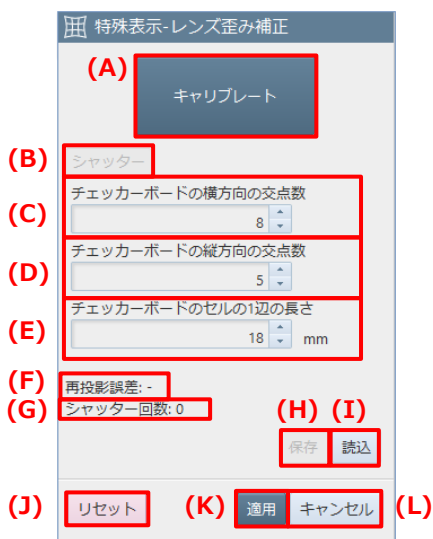 特殊表示-レンズ歪み補正
(A)
キャリブレート
(B)
シャッター
チェッカーボードの横方向の交点数
(C)
8
チェッカーボードの縦方向の交点数
(D)
5
チェッカーボードのセルの1辺の長さ
(E)
18 mm
(F) 再投影誤差: -
(G) シャッター回数: 0
(H) (I)
保存 読込
(J) リセット (K) 適用 キャンセル (L)